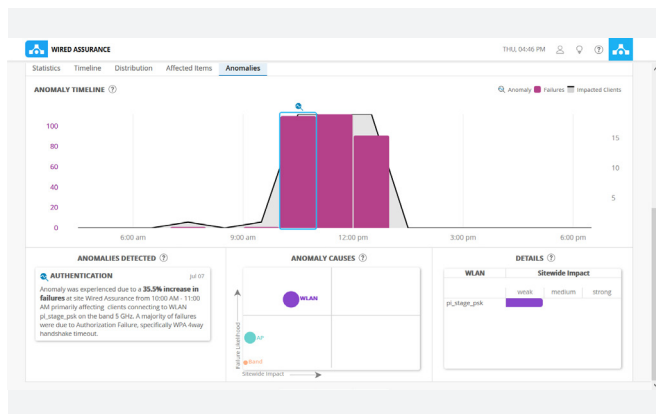 WIRED ASSURANCE
THU, 04:46 PM
Statistics Timeline Distribution Affected Items Anomalies
ANOMALY TIMELINE
Anomaly Failures Impacted Clients
100
80
60
40
20
0
15
10
5
6:00 am 9:00 am 12:00 pm 3:00 pm 6:00 pm
ANOMALIES DETECTED
AUTHENTICATION Jul 07
Anomaly was experienced due to a 35.5% increase in
failures at site Wired Assurance from 10:00 AM - 11:00
AM primarily affecting clients connecting to WLAN
pi_stage_psk on the band 5 GHz. A majority of failures
were due to Authorization Failure, specifically WPA 4way
handshake timeout.
ANOMALY CAUSES
WLAN
AP
Band
Failure Likelihood
Sitewide Impact
DETAILS
WLAN Sitewide Impact
weak medium strong
pi_stage_psk